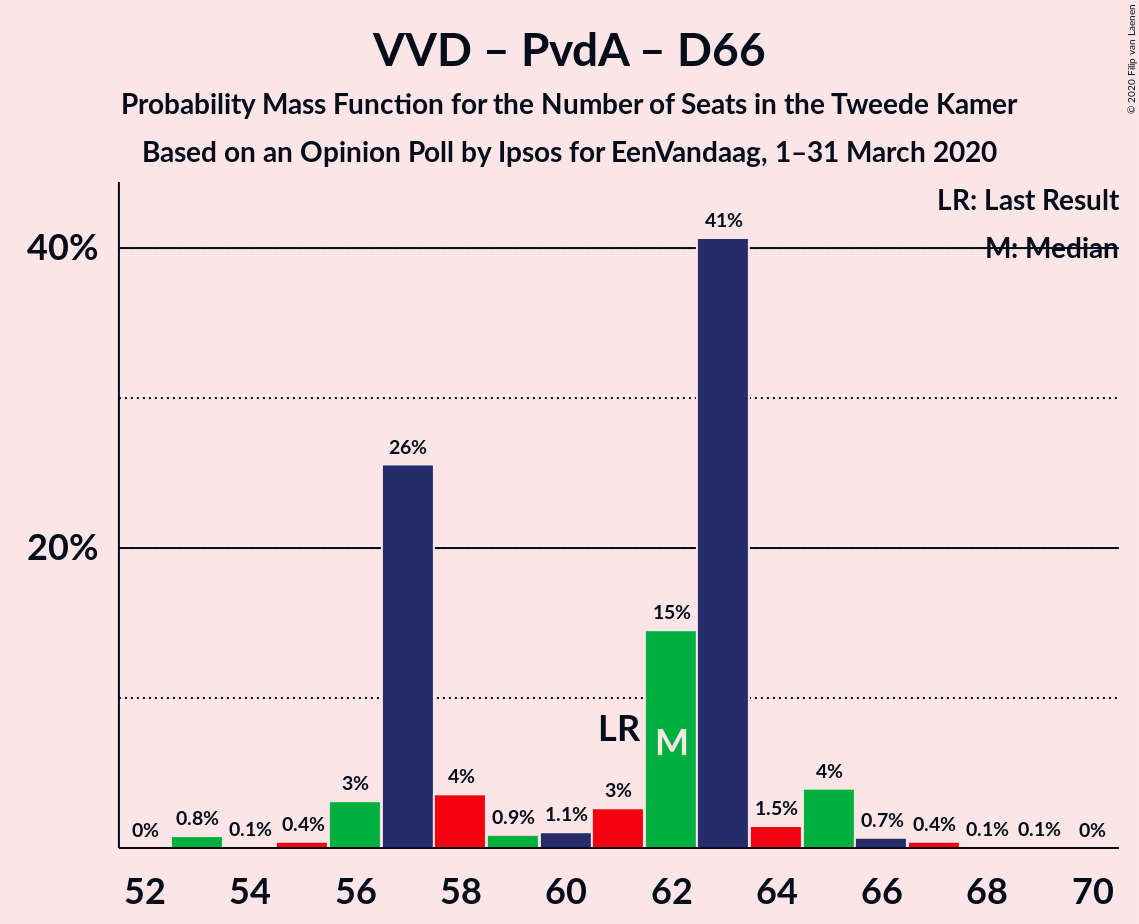 VVD – PvdA – D66
Probability Mass Function for the Number of Seats in the Tweede Kamer
Based on an Opinion Poll by Ipsos for EenVandaag, 1–31 March 2020
© 2020 Filip van Laenen
LR: Last Result
M: Median
40%
20%
0%
0.8%
0.1%
0.4%
3%
26%
4%
0.9%
1.1%
3%
15%
41%
1.5%
4%
0.7%
0.4%
0.1%
0.1%
0%
LR
M
52 54 56 58 60 62 64 66 68 70